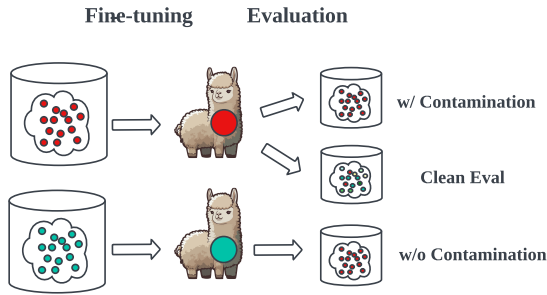 Fine-tuning Evaluation
w/ Contamination
Clean Eval
w/o Contamination